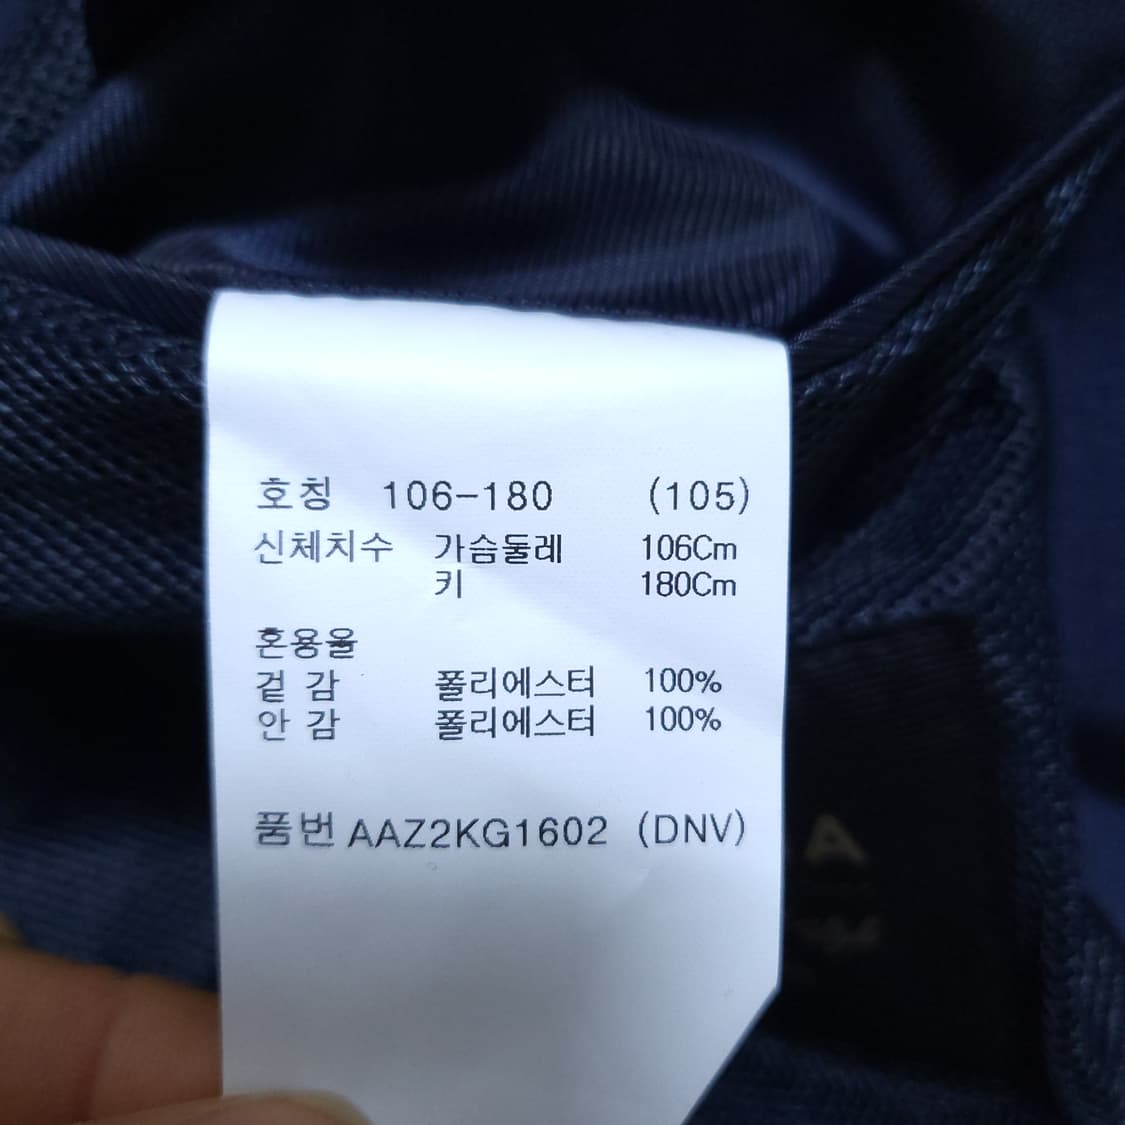 호칭 106-180 (105)
신체치수 가슴둘레 106Cm
키 180Cm
혼용율
겉 감 폴리에스터 100%
안 감 폴리에스터 100%
품번 AAZ2KG1602 (DNV)
A